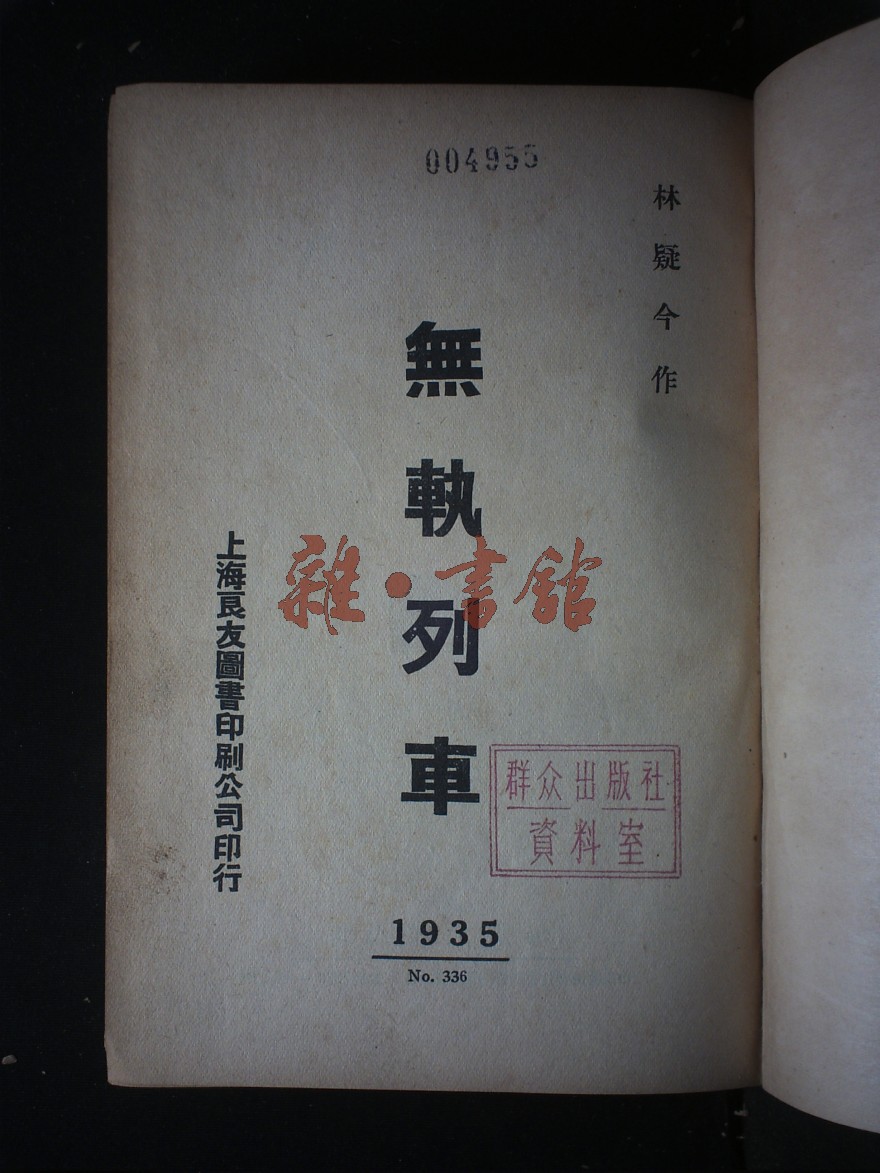 004955
林疑今作
無軌列車
上海良友圖書印刷公司印行
雜·書館
群众出版社
資料室
1935
No. 336